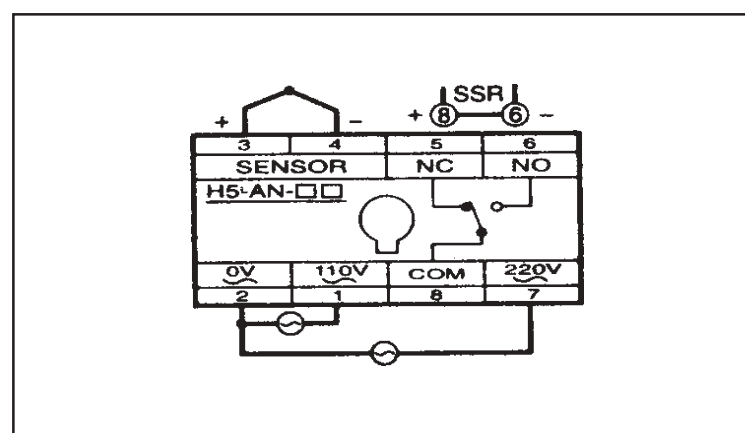 SSR
+ − + 8 6 −
3 4 5 6
SENSOR NC NO
H5-AN-□□
0V 110V COM 220V
2 1 8 7